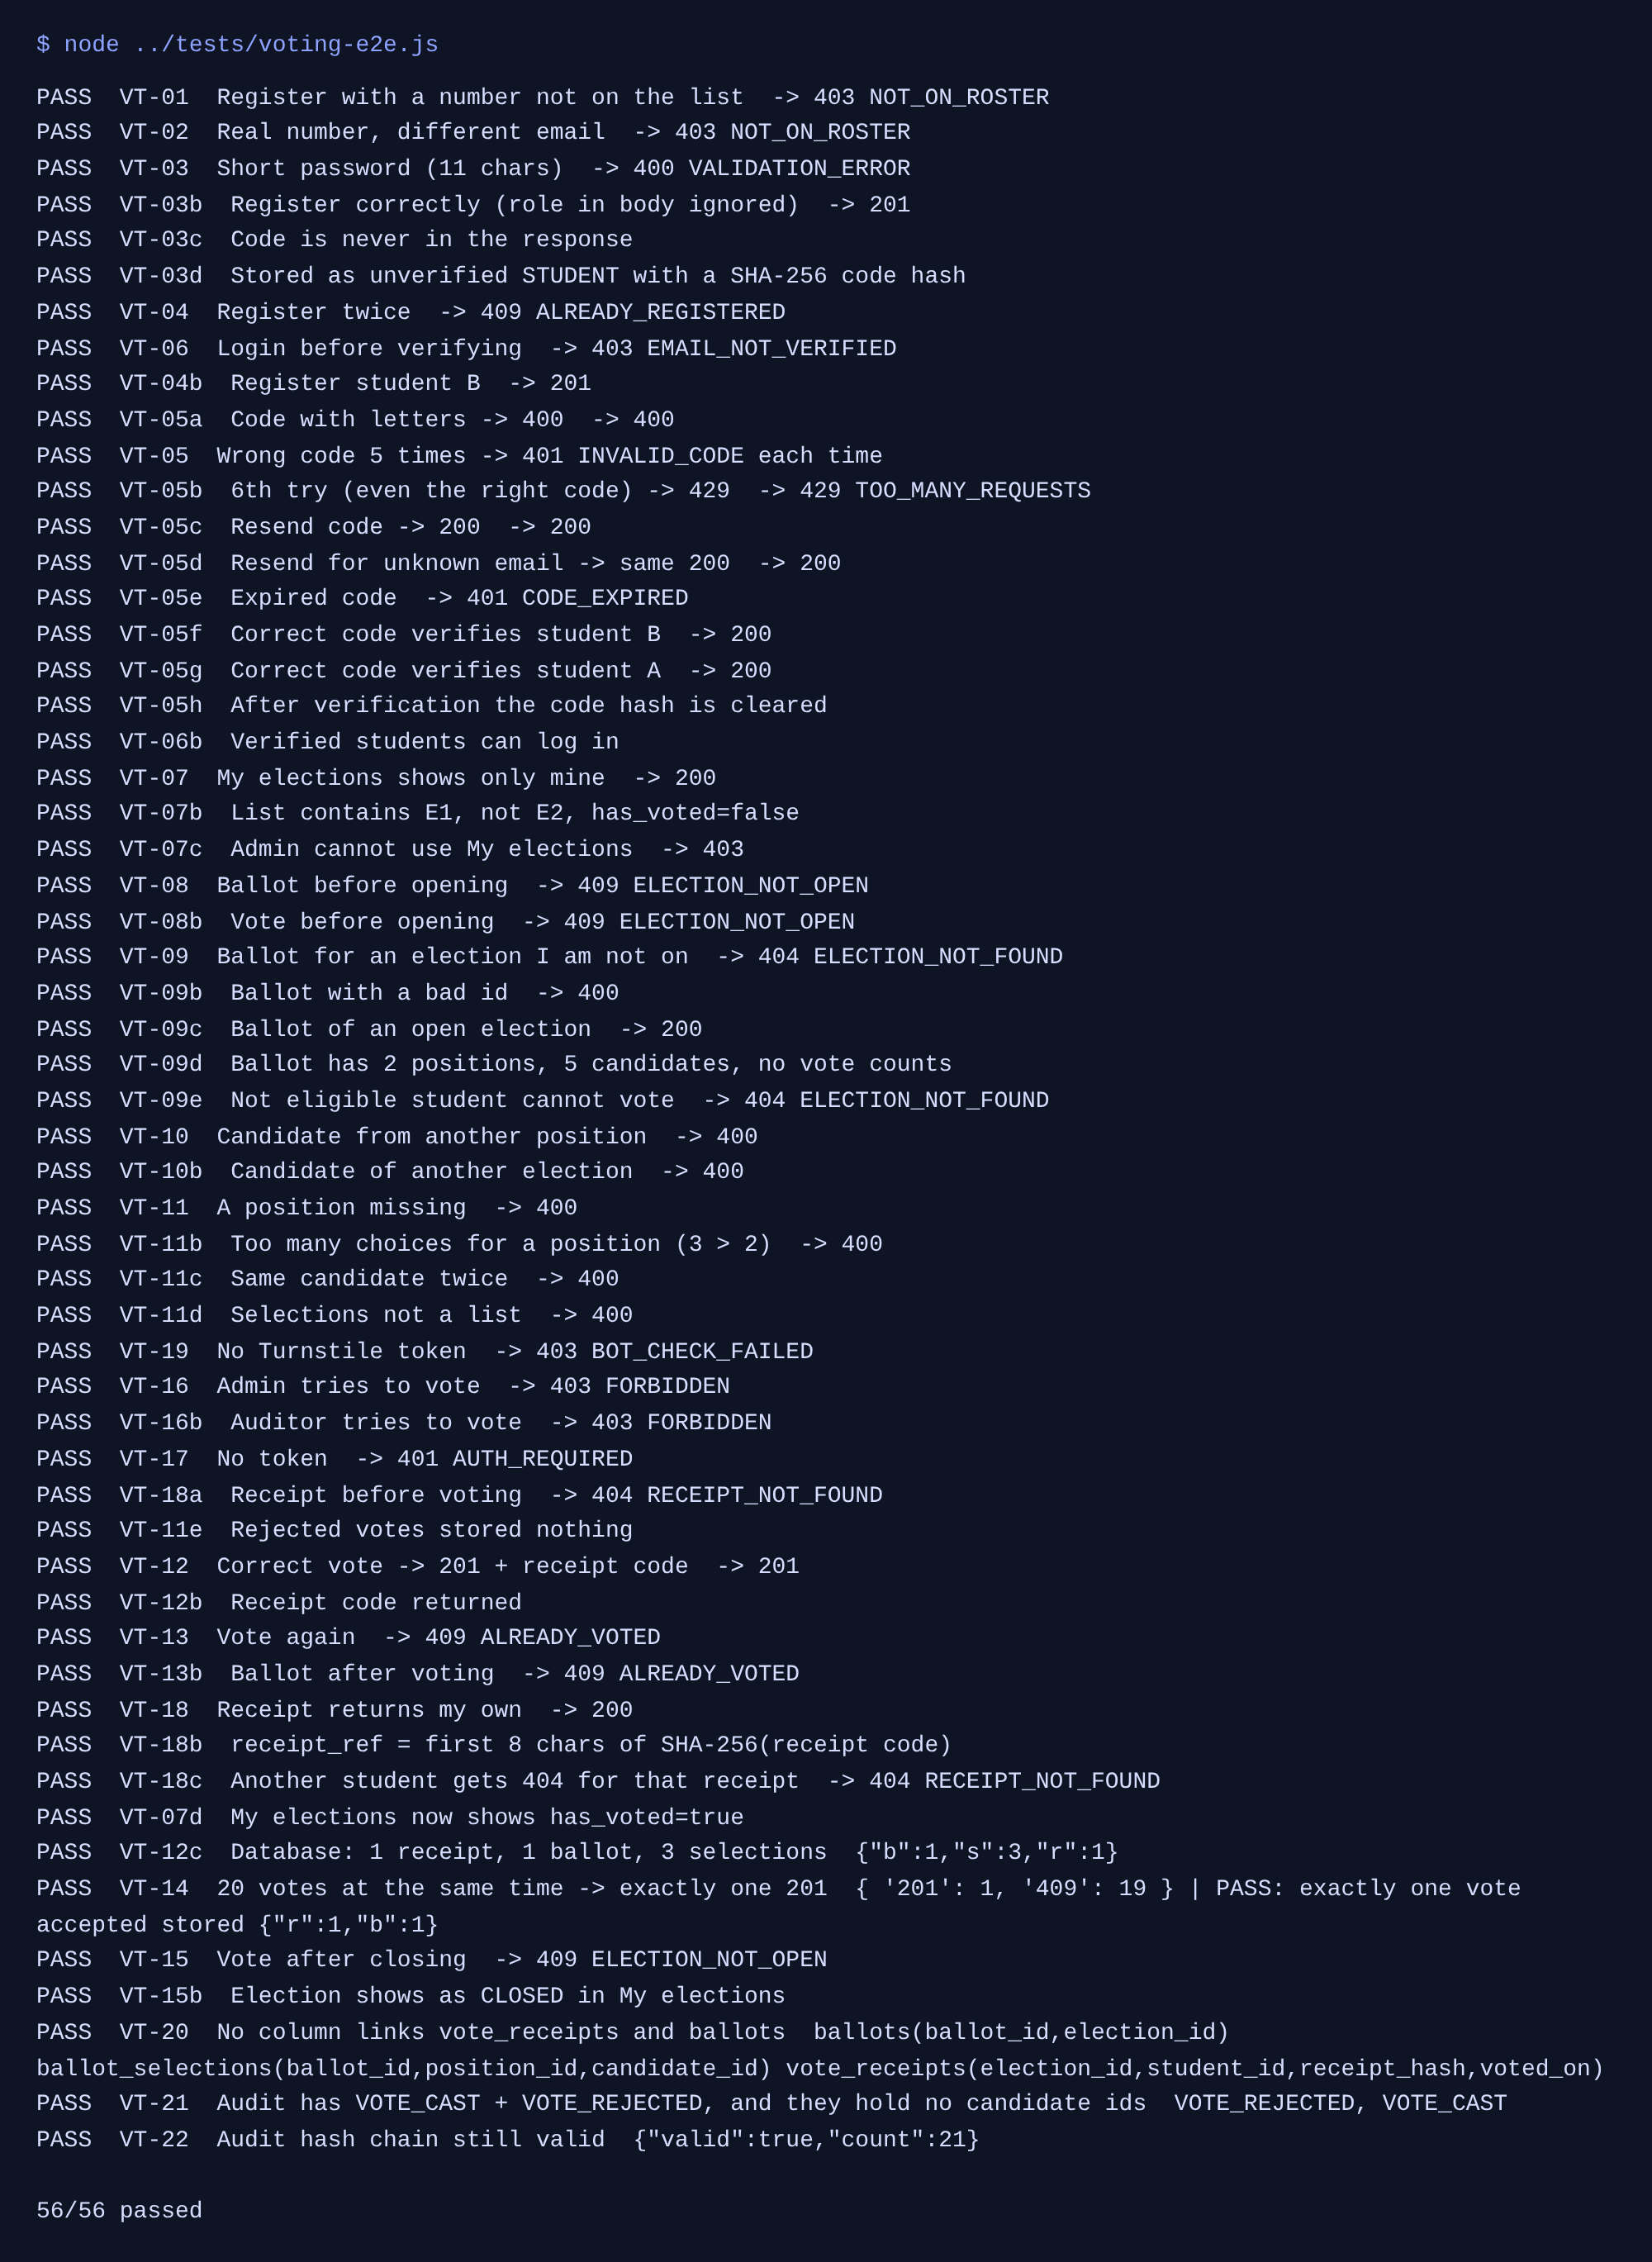 $ node ../tests/voting-e2e.js
PASS  VT-01  Register with a number not on the list  -> 403 NOT_ON_ROSTER
PASS  VT-02  Real number, different email  -> 403 NOT_ON_ROSTER
PASS  VT-03  Short password (11 chars)  -> 400 VALIDATION_ERROR
PASS  VT-03b  Register correctly (role in body ignored)  -> 201
PASS  VT-03c  Code is never in the response
PASS  VT-03d  Stored as unverified STUDENT with a SHA-256 code hash
PASS  VT-04  Register twice  -> 409 ALREADY_REGISTERED
PASS  VT-06  Login before verifying  -> 403 EMAIL_NOT_VERIFIED
PASS  VT-04b  Register student B  -> 201
PASS  VT-05a  Code with letters -> 400  -> 400
PASS  VT-05  Wrong code 5 times -> 401 INVALID_CODE each time
PASS  VT-05b  6th try (even the right code) -> 429  -> 429 TOO_MANY_REQUESTS
PASS  VT-05c  Resend code -> 200  -> 200
PASS  VT-05d  Resend for unknown email -> same 200  -> 200
PASS  VT-05e  Expired code  -> 401 CODE_EXPIRED
PASS  VT-05f  Correct code verifies student B  -> 200
PASS  VT-05g  Correct code verifies student A  -> 200
PASS  VT-05h  After verification the code hash is cleared
PASS  VT-06b  Verified students can log in
PASS  VT-07  My elections shows only mine  -> 200
PASS  VT-07b  List contains E1, not E2, has_voted=false
PASS  VT-07c  Admin cannot use My elections  -> 403
PASS  VT-08  Ballot before opening  -> 409 ELECTION_NOT_OPEN
PASS  VT-08b  Vote before opening  -> 409 ELECTION_NOT_OPEN
PASS  VT-09  Ballot for an election I am not on  -> 404 ELECTION_NOT_FOUND
PASS  VT-09b  Ballot with a bad id  -> 400
PASS  VT-09c  Ballot of an open election  -> 200
PASS  VT-09d  Ballot has 2 positions, 5 candidates, no vote counts
PASS  VT-09e  Not eligible student cannot vote  -> 404 ELECTION_NOT_FOUND
PASS  VT-10  Candidate from another position  -> 400
PASS  VT-10b  Candidate of another election  -> 400
PASS  VT-11  A position missing  -> 400
PASS  VT-11b  Too many choices for a position (3 > 2)  -> 400
PASS  VT-11c  Same candidate twice  -> 400
PASS  VT-11d  Selections not a list  -> 400
PASS  VT-19  No Turnstile token  -> 403 BOT_CHECK_FAILED
PASS  VT-16  Admin tries to vote  -> 403 FORBIDDEN
PASS  VT-16b  Auditor tries to vote  -> 403 FORBIDDEN
PASS  VT-17  No token  -> 401 AUTH_REQUIRED
PASS  VT-18a  Receipt before voting  -> 404 RECEIPT_NOT_FOUND
PASS  VT-11e  Rejected votes stored nothing
PASS  VT-12  Correct vote -> 201 + receipt code  -> 201
PASS  VT-12b  Receipt code returned
PASS  VT-13  Vote again  -> 409 ALREADY_VOTED
PASS  VT-13b  Ballot after voting  -> 409 ALREADY_VOTED
PASS  VT-18  Receipt returns my own  -> 200
PASS  VT-18b  receipt_ref = first 8 chars of SHA-256(receipt code)
PASS  VT-18c  Another student gets 404 for that receipt  -> 404 RECEIPT_NOT_FOUND
PASS  VT-07d  My elections now shows has_voted=true
PASS  VT-12c  Database: 1 receipt, 1 ballot, 3 selections  {"b":1,"s":3,"r":1}
PASS  VT-14  20 votes at the same time -> exactly one 201  { '201': 1, '409': 19 } | PASS: exactly one vote
accepted stored {"r":1,"b":1}
PASS  VT-15  Vote after closing  -> 409 ELECTION_NOT_OPEN
PASS  VT-15b  Election shows as CLOSED in My elections
PASS  VT-20  No column links vote_receipts and ballots  ballots(ballot_id,election_id)
ballot_selections(ballot_id,position_id,candidate_id) vote_receipts(election_id,student_id,receipt_hash,voted_on)
PASS  VT-21  Audit has VOTE_CAST + VOTE_REJECTED, and they hold no candidate ids  VOTE_REJECTED, VOTE_CAST
PASS  VT-22  Audit hash chain still valid  {"valid":true,"count":21}
56/56 passed